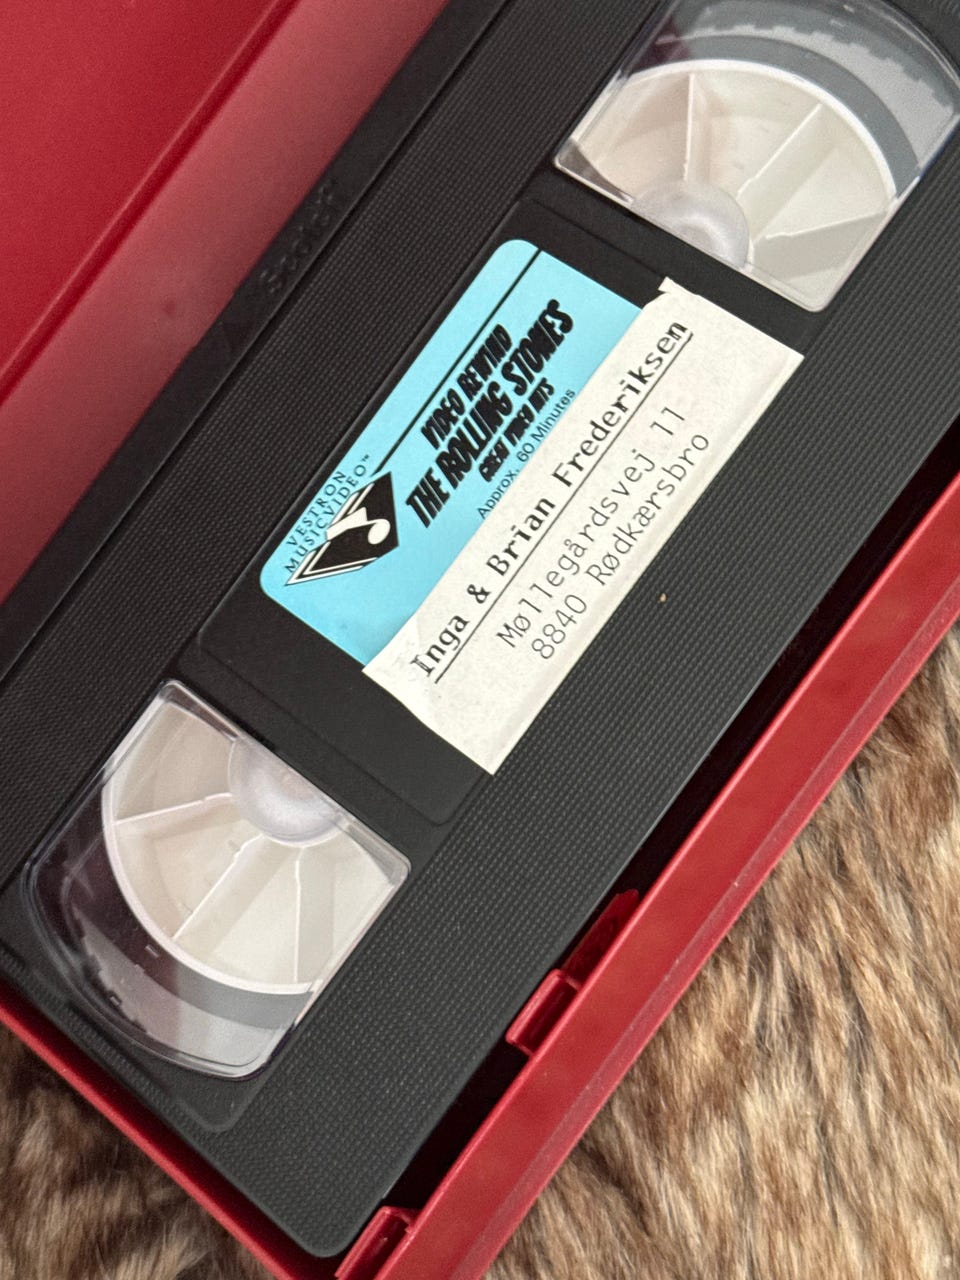 Scotch
VESTRON
MUSICVIDEO™
VIDEO REWIND
THE ROLLING STONES
GREAT VIDEO HITS
Approx. 60 Minutes
Inga & Brian Frederiksen
Møllegårdsvej 11
8840 Rødkærsbro